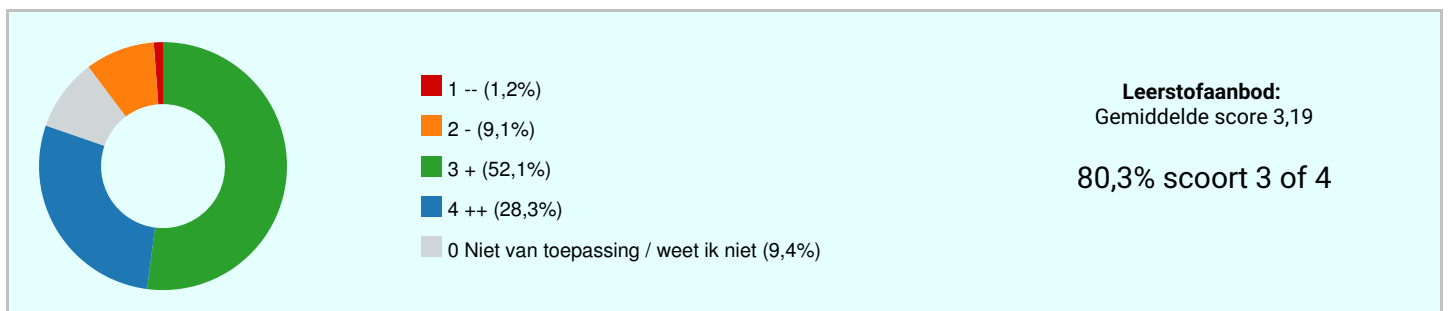 1 -- (1,2%)
2 - (9,1%)
3 + (52,1%)
4 ++ (28,3%)
0 Niet van toepassing / weet ik niet (9,4%)
Leerstofaanbod:
Gemiddelde score 3,19
80,3% scoort 3 of 4